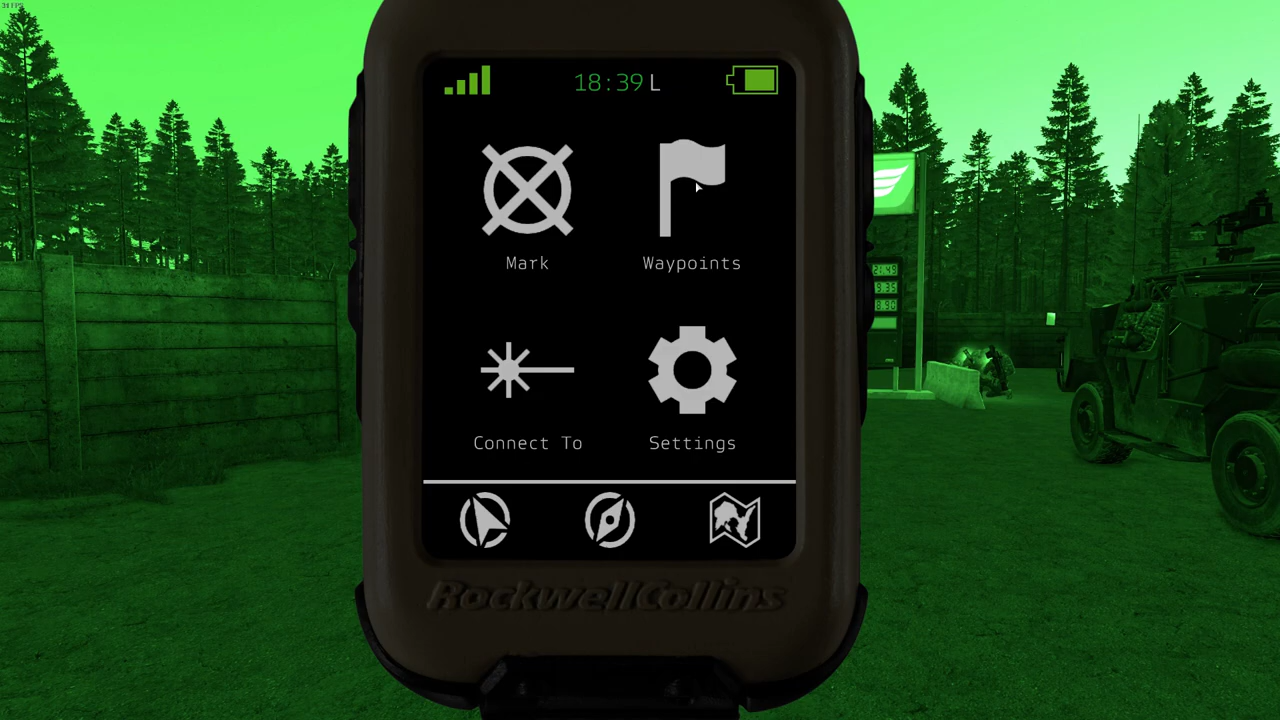 18:39 L
Mark
Waypoints
Connect To
Settings
RockwellCollins